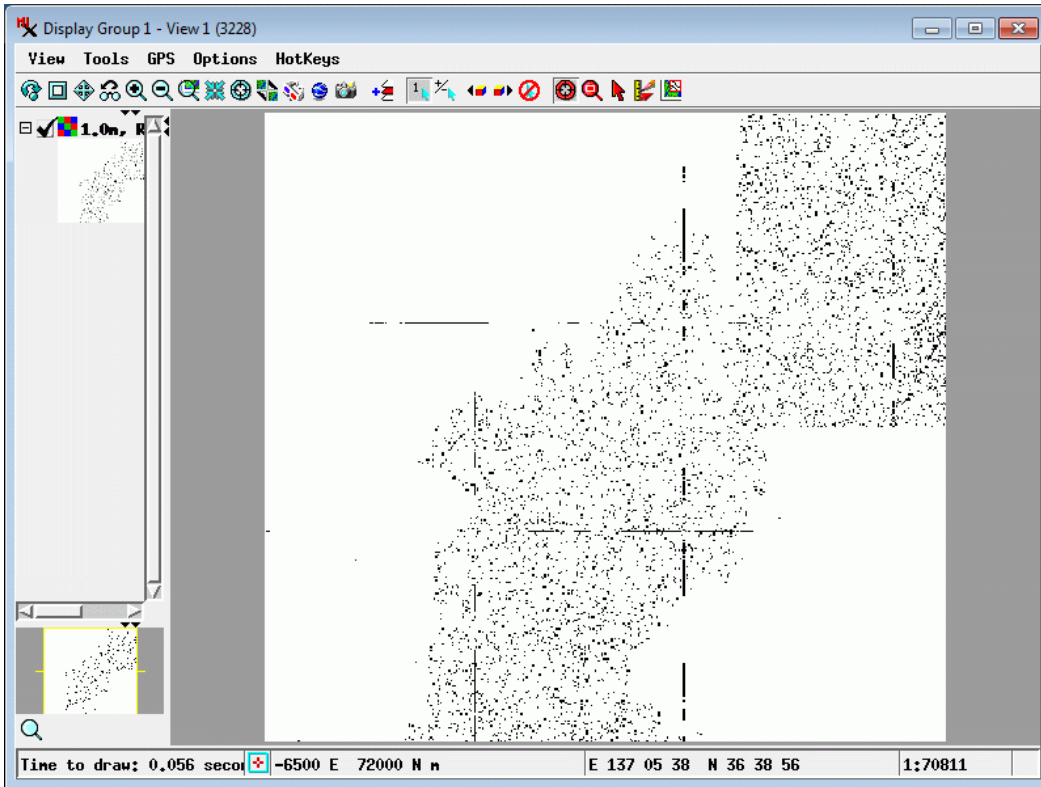 Display Group 1 - View 1 (3228)
View Tools GPS Options HotKeys
1.0m, R
Time to draw: 0.056 secon
-6500 E 72000 N m
E 137 05 38 N 36 38 56
1:70811